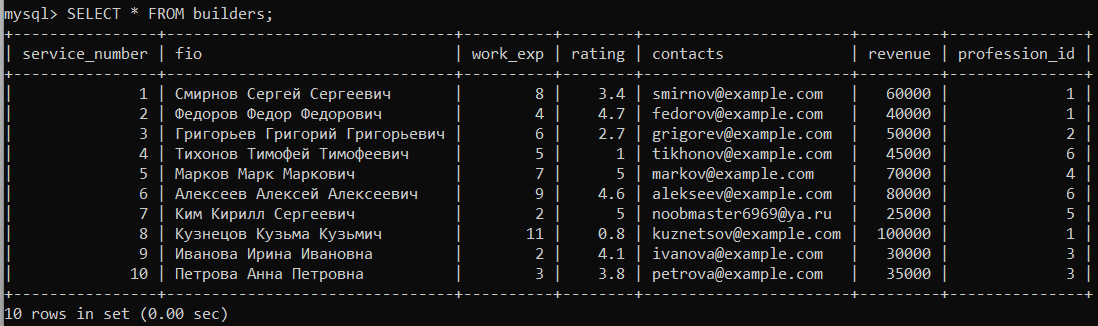 mysql> SELECT * FROM builders;
+----------------+------------------------------+----------+--------+-----------------------+---------+---------------+
| service_number | fio | work_exp | rating | contacts | revenue | profession_id |
+----------------+------------------------------+----------+--------+-----------------------+---------+---------------+
| 1 | Смирнов Сергей Сергеевич | 8 | 3.4 | smirnov@example.com | 60000 | 1 |
| 2 | Федоров Федор Федорович | 4 | 4.7 | fedorov@example.com | 40000 | 1 |
| 3 | Григорьев Григорий Григорьевич | 6 | 2.7 | grigorev@example.com | 50000 | 2 |
| 4 | Тихонов Тимофей Тимофеевич | 5 | 1 | tikhonov@example.com | 45000 | 6 |
| 5 | Марков Марк Маркович | 7 | 5 | markov@example.com | 70000 | 4 |
| 6 | Алексеев Алексей Алексеевич | 9 | 4.6 | alekseev@example.com | 80000 | 6 |
| 7 | Ким Кирилл Сергеевич | 2 | 5 | noobmaster6969@ya.ru | 25000 | 5 |
| 8 | Кузнецов Кузьма Кузьмич | 11 | 0.8 | kuznetsov@example.com | 100000 | 1 |
| 9 | Иванова Ирина Ивановна | 2 | 4.1 | ivanova@example.com | 30000 | 3 |
| 10 | Петрова Анна Петровна | 3 | 3.8 | petrova@example.com | 35000 | 3 |
+----------------+------------------------------+----------+--------+-----------------------+---------+---------------+
10 rows in set (0.00 sec)